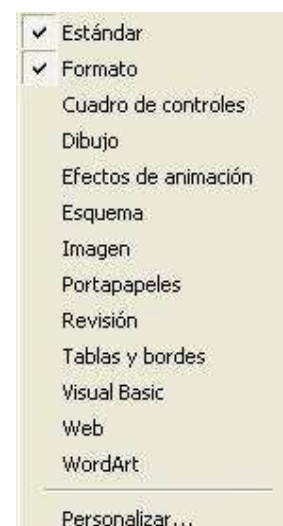 Estándar
Formato
Cuadro de controles
Dibujo
Efectos de animación
Esquema
Imagen
Portapapeles
Revisión
Tablas y bordes
Visual Basic
Web
WordArt
Personalizar...